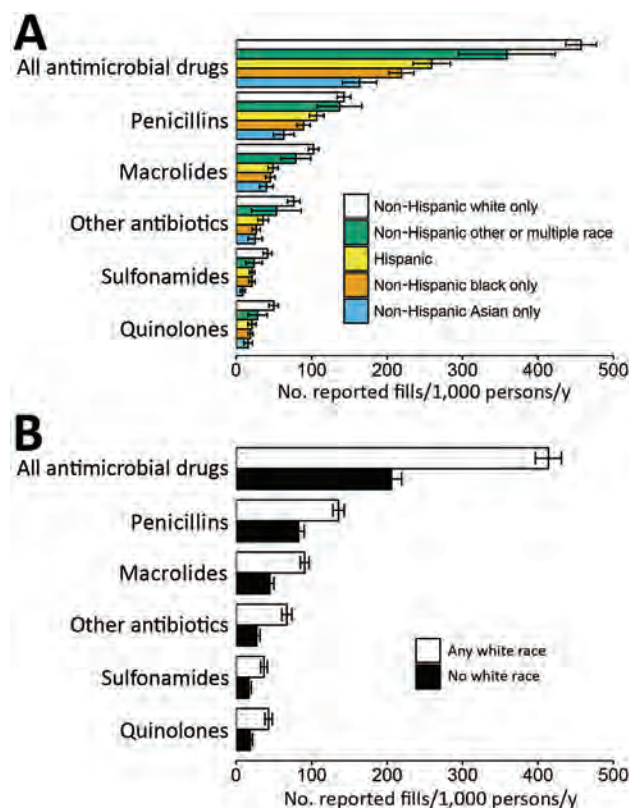 A
All antimicrobial drugs
Penicillins
Macrolides
Other antibiotics
Sulfonamides
Quinolones
Non-Hispanic white only
Non-Hispanic other or multiple race
Hispanic
Non-Hispanic black only
Non-Hispanic Asian only
0 100 200 300 400 500
No. reported fills/1,000 persons/y
B
All antimicrobial drugs
Penicillins
Macrolides
Other antibiotics
Sulfonamides
Quinolones
Any white race
No white race
0 100 200 300 400 500
No. reported fills/1,000 persons/y